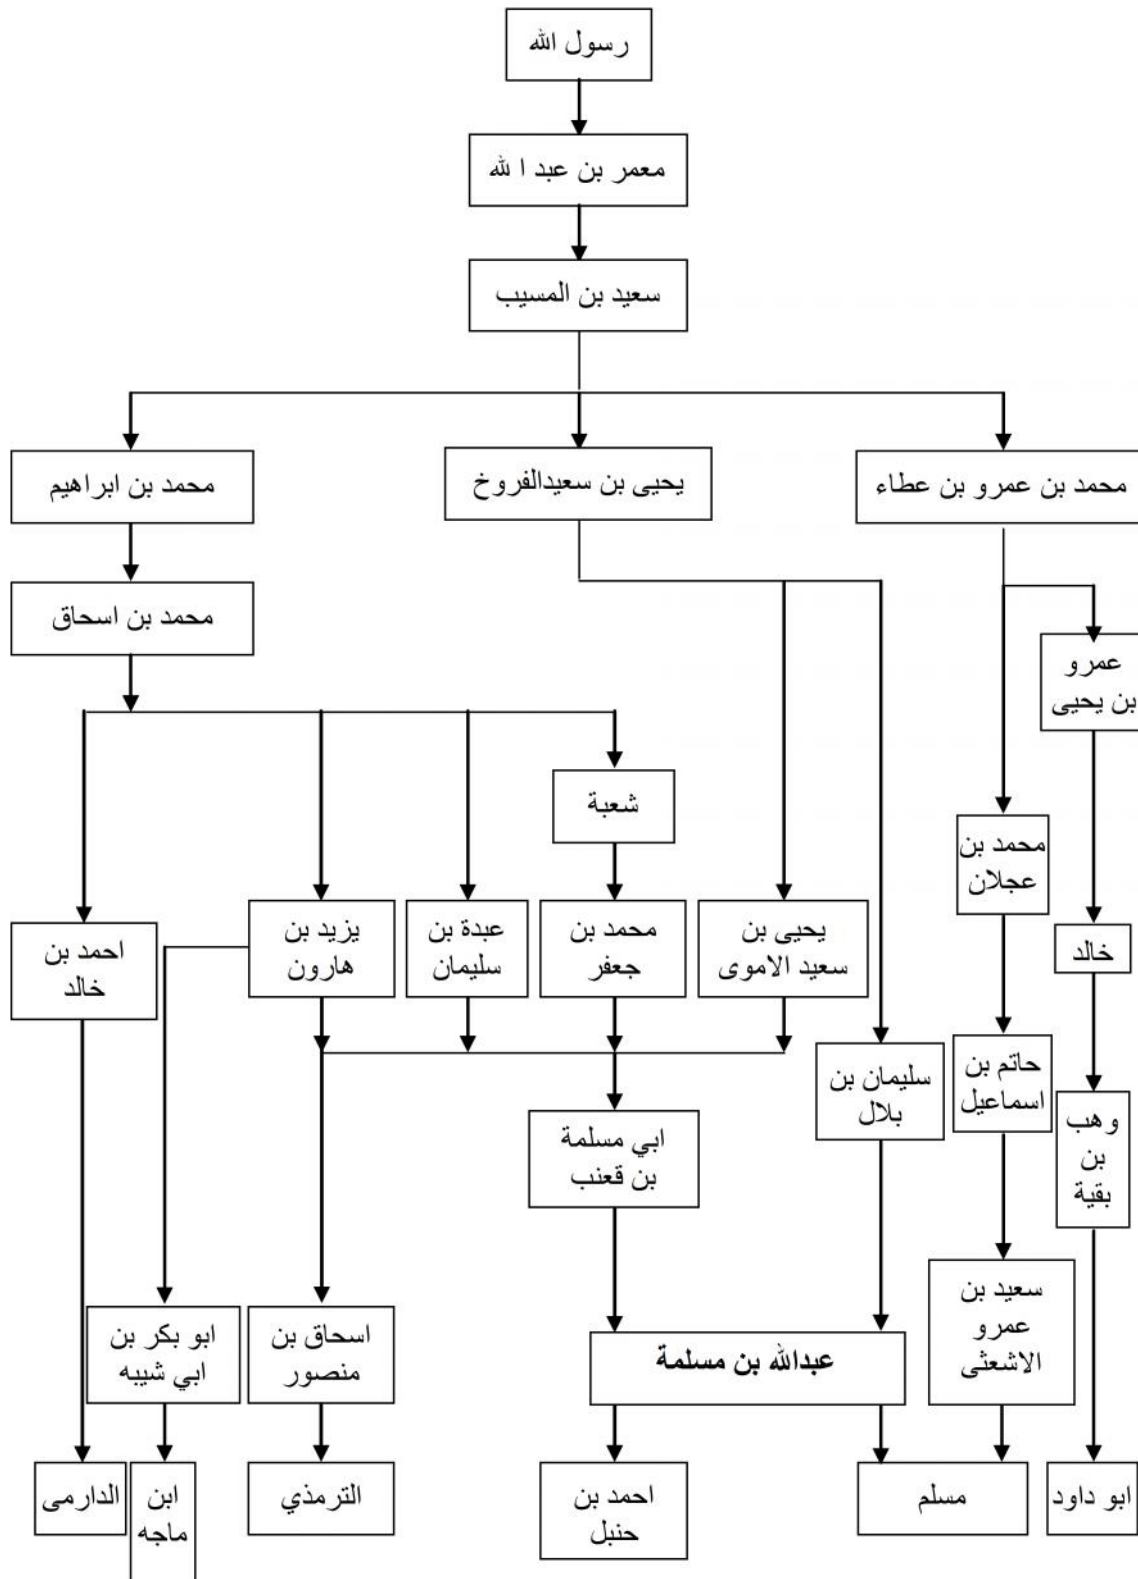 رسول الله
معمر بن عبد ا لله
سعيد بن المسيب
محمد بن عمرو بن عطاء
يحيى بن سعيدالفروخ
محمد بن ابراهيم
محمد بن اسحاق
عمرو
بن يحيى
شعبة
محمد بن
عجلان
خالد
يحيى بن
سعيد الاموى
محمد بن
جعفر
عبدة بن
سليمان
يزيد بن
هارون
احمد بن
خالد
حاتم بن
اسماعيل
سليمان بن
بلال
وهب
بن
بقية
ابي مسلمة
بن قعنب
سعيد بن
عمرو
الاشعثى
عبدالله بن مسلمة
اسحاق بن
منصور
ابو بكر بن
ابي شيبه
ابو داود
مسلم
احمد بن
حنبل
الترمذي
ابن
ماجه
الدارمى